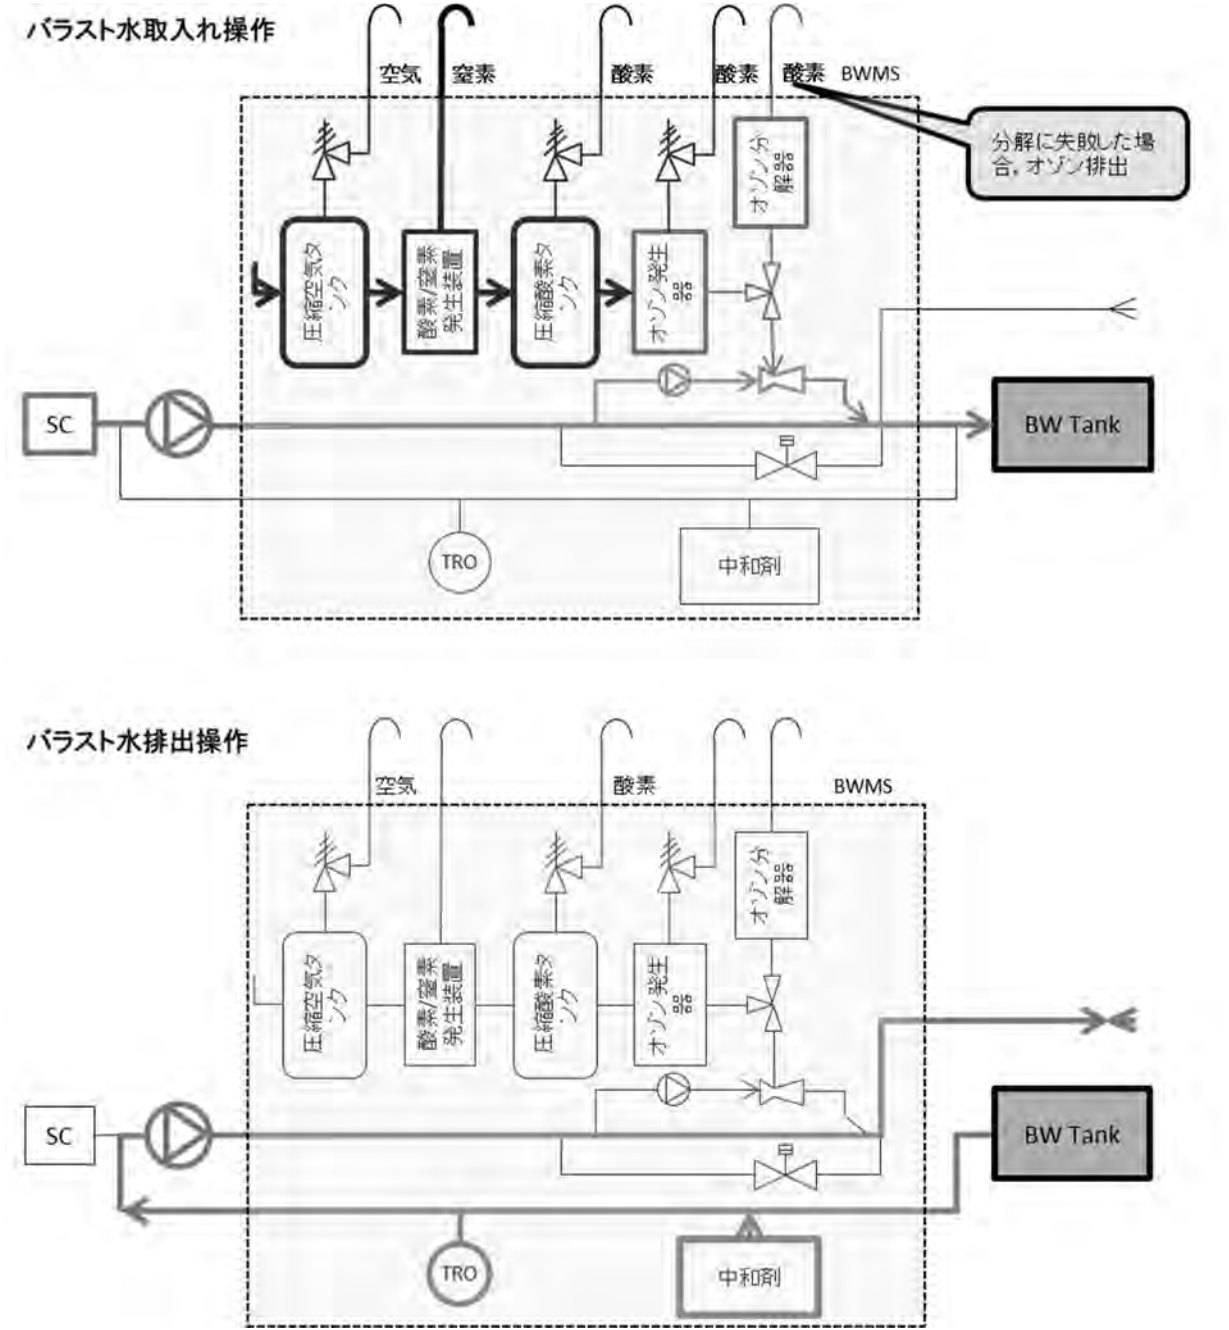 バラスト水取入れ操作
空気
窒素
酸素
酸素
酸素
BWMS
分解に失敗した場
合，オゾン排出
オゾン分
解器
圧縮空気タ
ンク
酸素/窒素
発生装置
圧縮酸素タ
ンク
オゾン発生
器
SC
BW Tank
TRO
中和剤
バラスト水排出操作
空気
酸素
BWMS
オゾン分
解器
圧縮空気タ
ンク
酸素/窒素
発生装置
圧縮酸素タ
ンク
オゾン発生
器
SC
BW Tank
TRO
中和剤